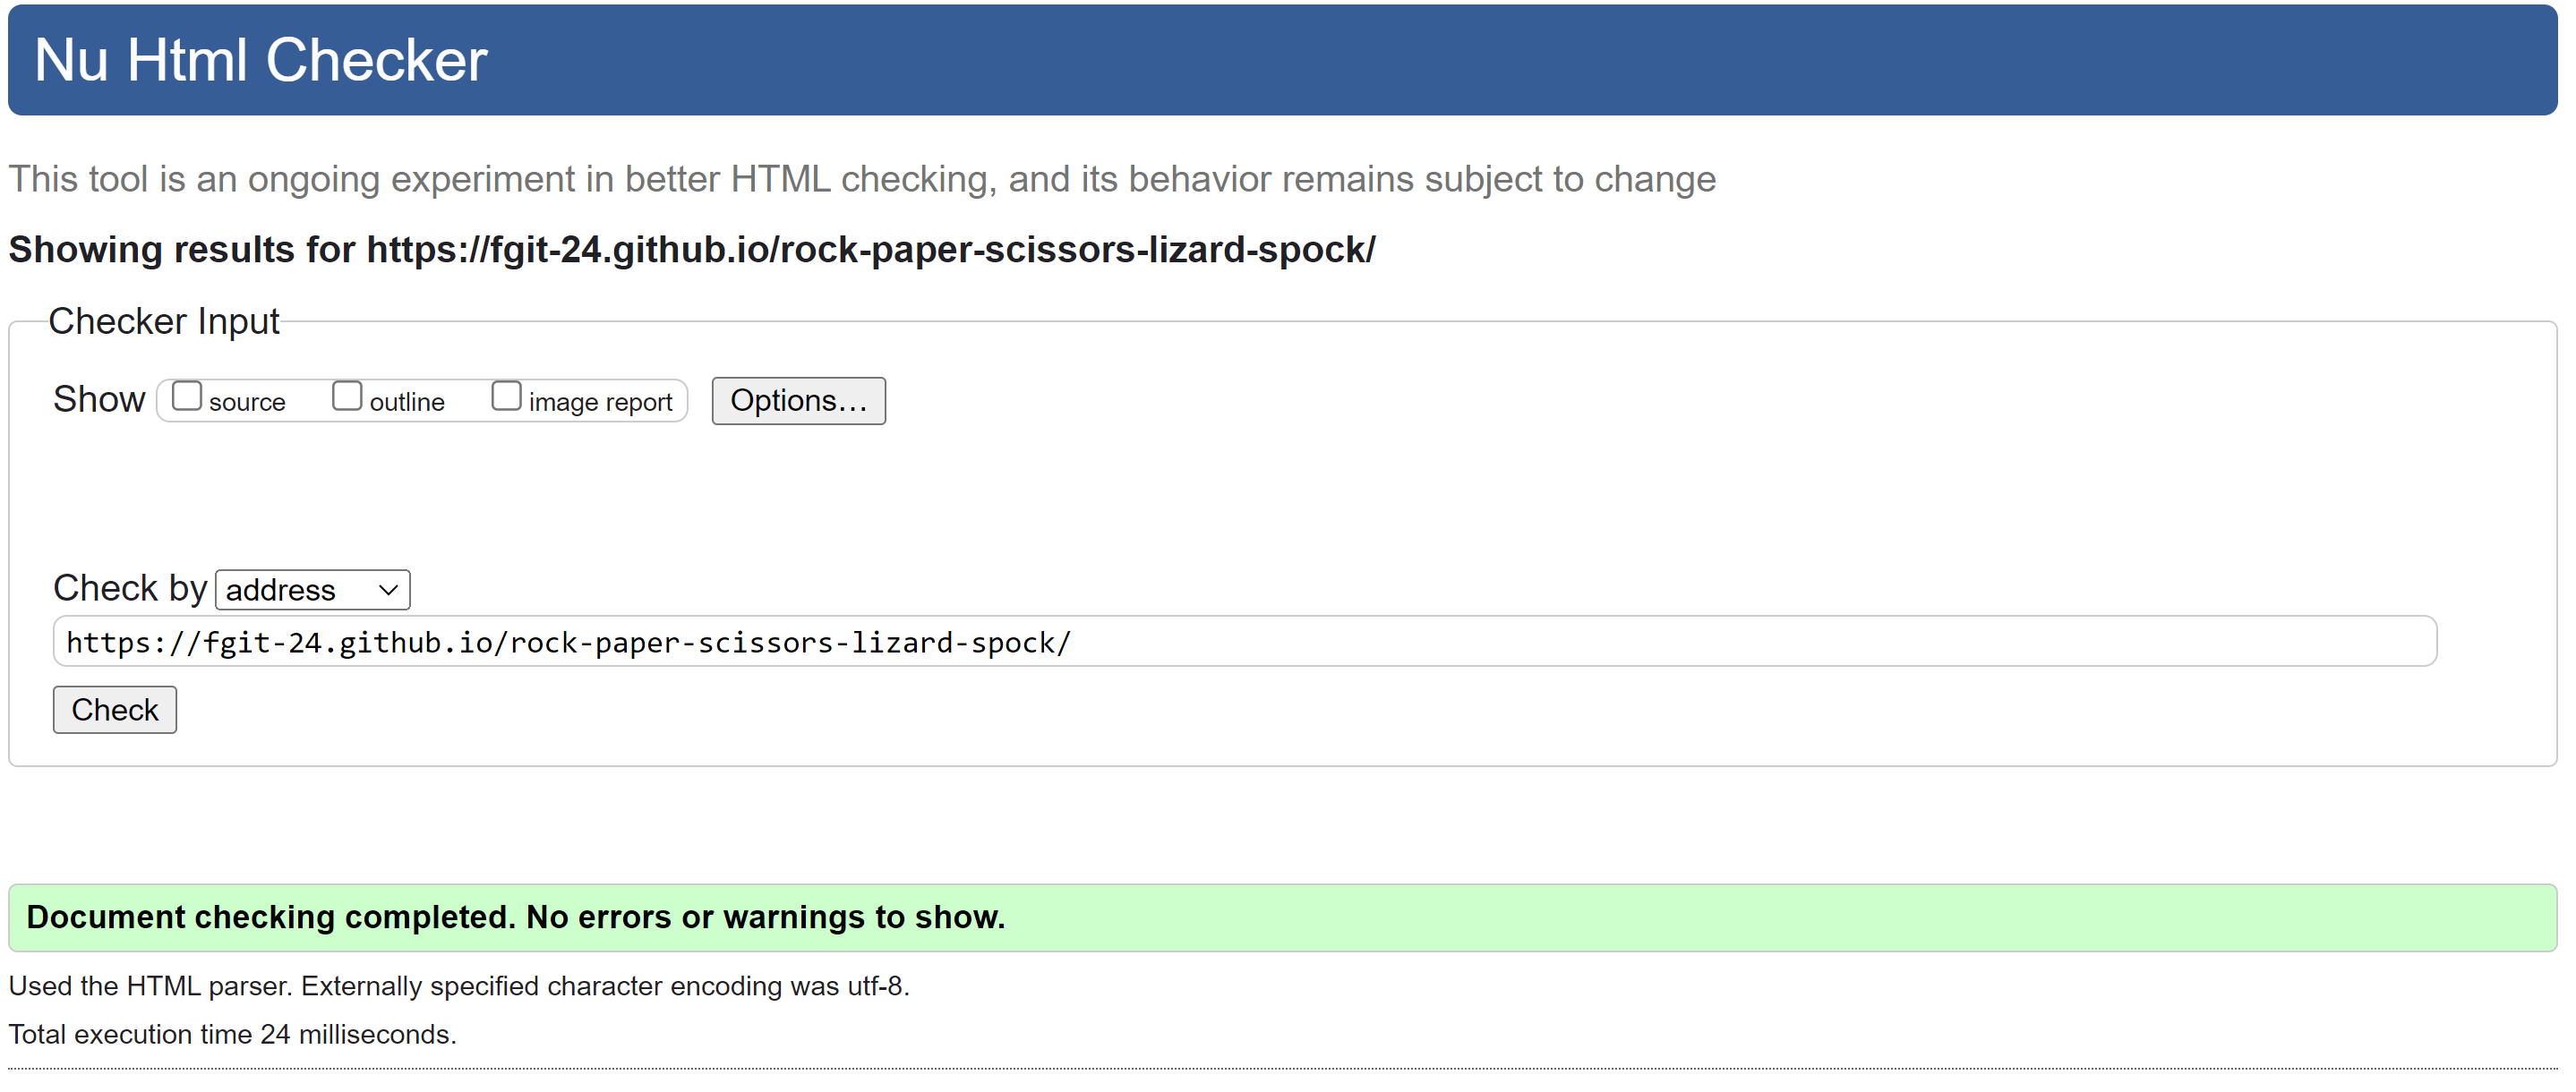 Nu Html Checker
This tool is an ongoing experiment in better HTML checking, and its behavior remains subject to change
Showing results for https://fgit-24.github.io/rock-paper-scissors-lizard-spock/
Checker Input
Show source outline image report Options…
Check by address
https://fgit-24.github.io/rock-paper-scissors-lizard-spock/
Check
Document checking completed. No errors or warnings to show.
Used the HTML parser. Externally specified character encoding was utf-8.
Total execution time 24 milliseconds.